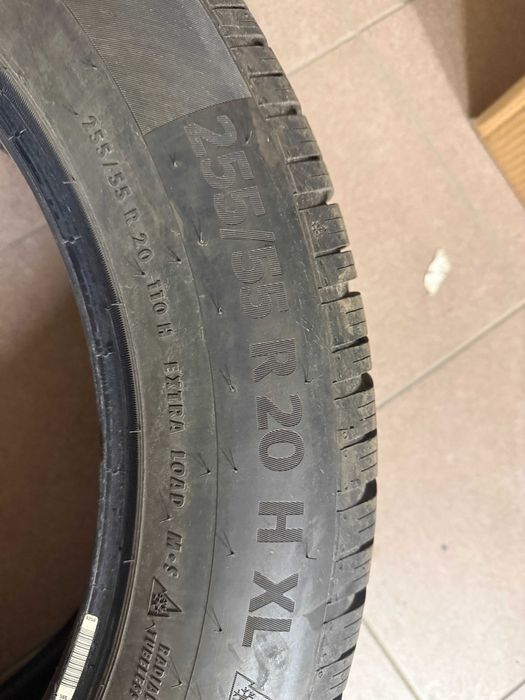 255/55 R 20 H XL
255/55 R 20 110 H EXTRA LOAD M+S
RADIAL
TUBELESS